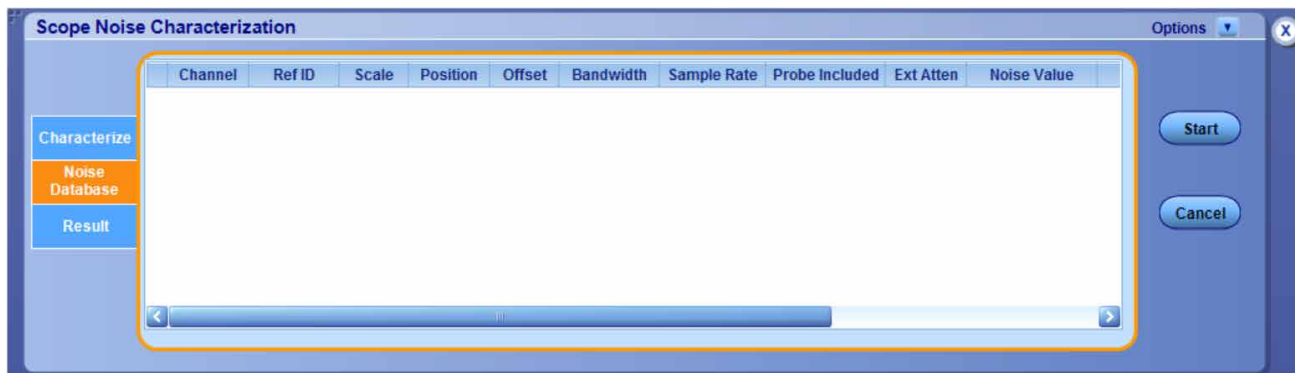 Scope Noise Characterization
Options
X
Channel Ref ID Scale Position Offset Bandwidth Sample Rate Probe Included Ext Atten Noise Value
Characterize
Noise
Database
Result
Start
Cancel